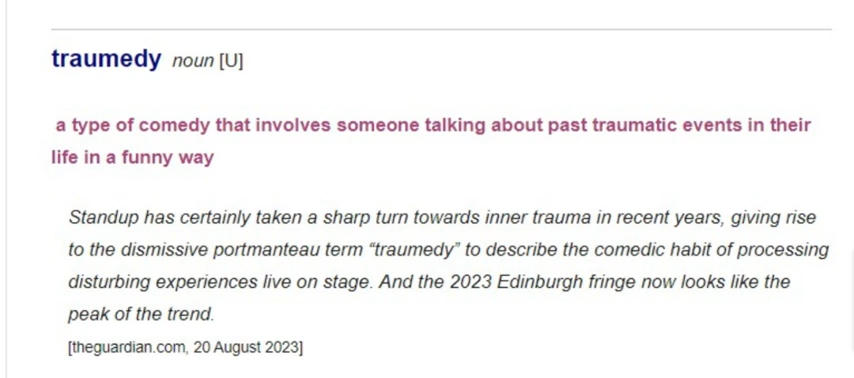 traumedy noun [U]
a type of comedy that involves someone talking about past traumatic events in their
life in a funny way
Standup has certainly taken a sharp turn towards inner trauma in recent years, giving rise
to the dismissive portmanteau term “traumedy” to describe the comedic habit of processing
disturbing experiences live on stage. And the 2023 Edinburgh fringe now looks like the
peak of the trend.
[theguardian.com, 20 August 2023]